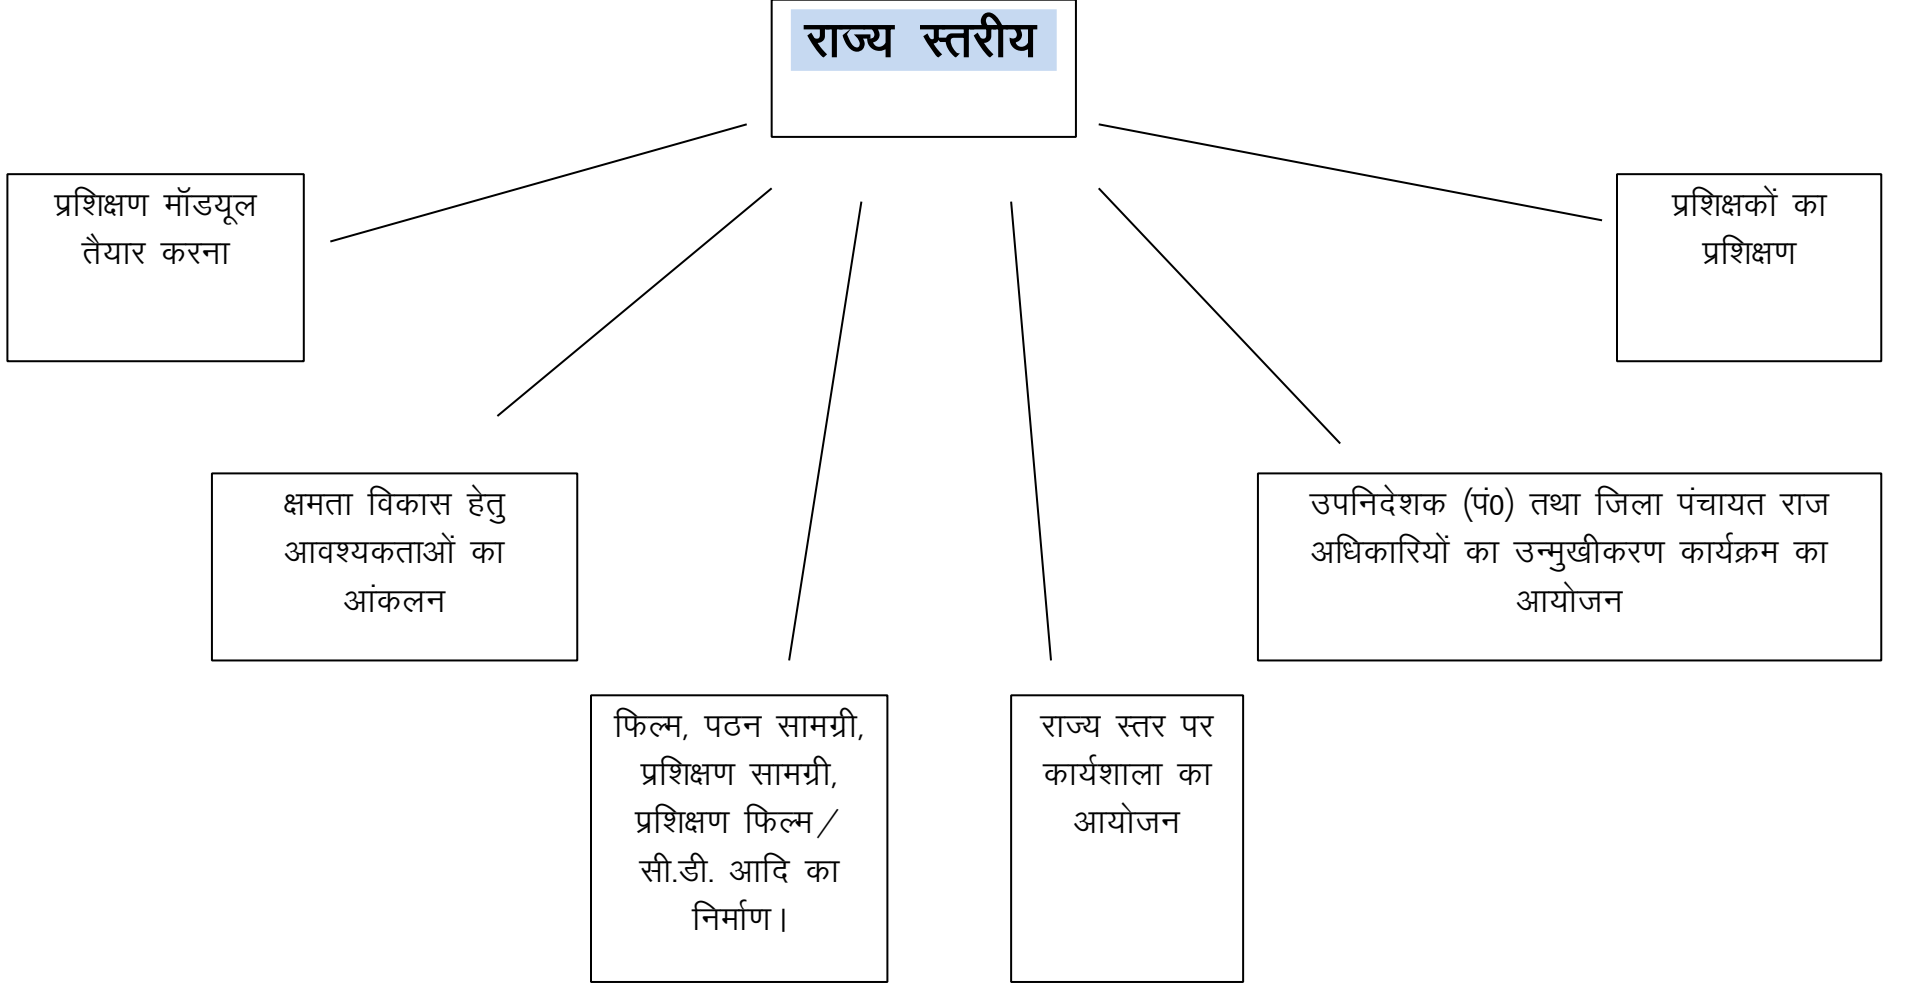 राज्य स्तरीय
प्रशिक्षण मॉडयूल
तैयार करना
प्रशिक्षकों का
प्रशिक्षण
क्षमता विकास हेतु
आवश्यकताओं का
आंकलन
उपनिदेशक (पं0) तथा जिला पंचायत राज
अधिकारियों का उन्मुखीकरण कार्यक्रम का
आयोजन
फिल्म, पठन सामग्री,
प्रशिक्षण सामग्री,
प्रशिक्षण फिल्म/
सी.डी. आदि का
निर्माण।
राज्य स्तर पर
कार्यशाला का
आयोजन